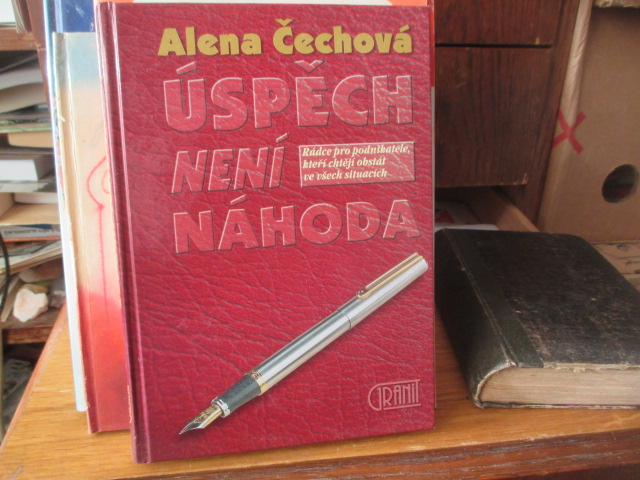 Alena Čechová
ÚSPĚCH
NENÍ
Rádce pro podnikatele,
kteří chtějí obstát
ve všech situacích
NÁHODA
GRANIT